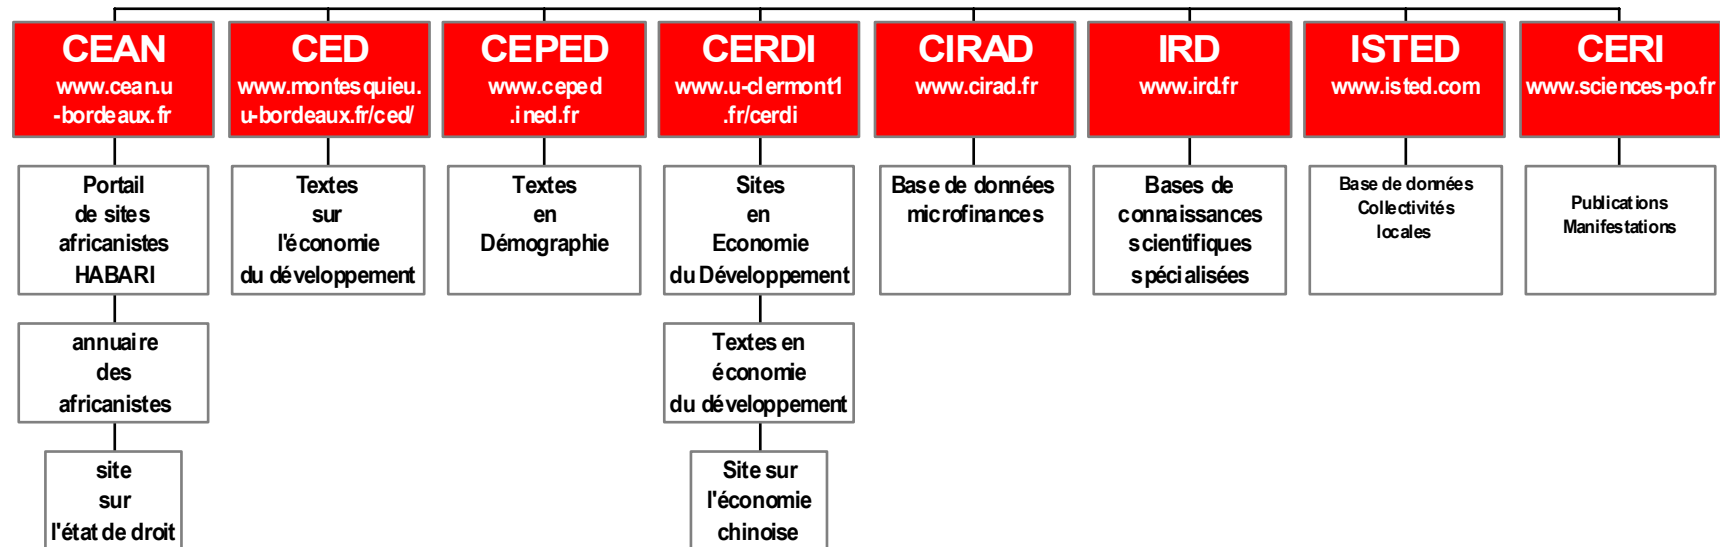 CEAN
www.cean.u
-bordeaux.fr
CED
www.montesquieu.
u-bordeaux.fr/ced/
CEPED
www.ceped
.ined.fr
CERDI
www.u-clermont1
.fr/cerdi
CIRAD
www.cirad.fr
IRD
www.ird.fr
ISTED
www.isted.com
CERI
www.sciences-po.fr
Portail
de sites
africanistes
HABARI
Textes
sur
l'économie
du développement
Textes
en
Démographie
Sites
en
Economie
du Développement
Base de données
microfinances
Bases de
connaissances
scientifiques
spécialisées
Base de données
Collectivités
locales
Publications
Manifestations
annuaire
des
africanistes
Textes en
économie
du développement
site
sur
l'état de droit
Site sur
l'économie
chinoise